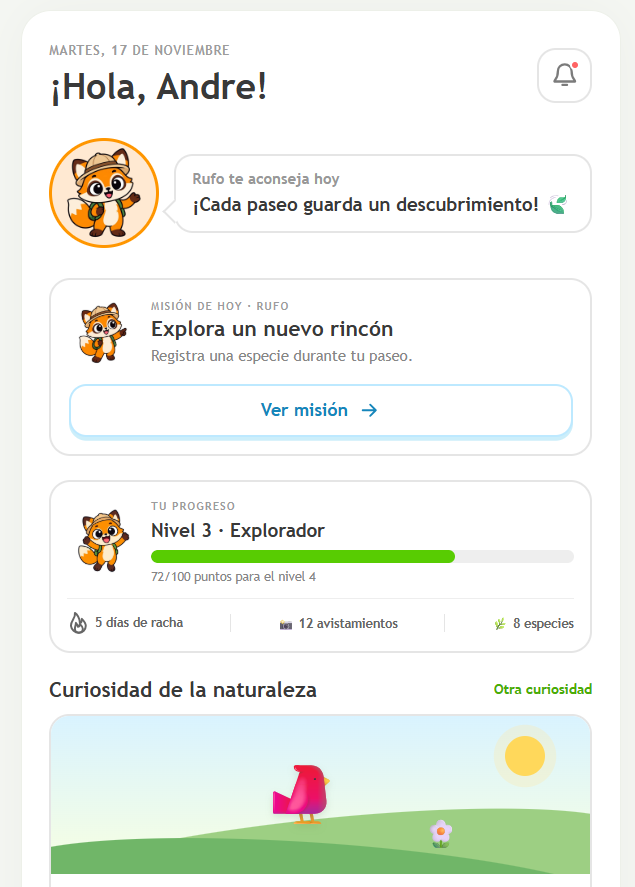 MARTES, 17 DE NOVIEMBRE
¡Hola, Andre!
Rufo te aconseja hoy
¡Cada paseo guarda un descubrimiento!
MISIÓN DE HOY · RUFO
Explora un nuevo rincón
Registra una especie durante tu paseo.
Ver misión →
TU PROGRESO
Nivel 3 · Explorador
72/100 puntos para el nivel 4
5 días de racha
12 avistamientos
8 especies
Curiosidad de la naturaleza
Otra curiosidad